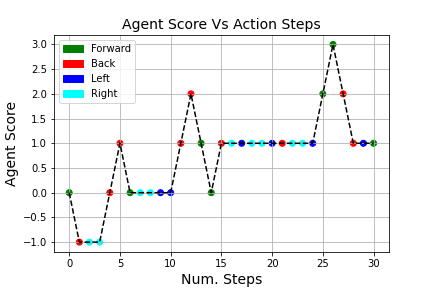 Agent Score Vs Action Steps
Agent Score
3.0
2.5
2.0
1.5
1.0
0.5
0.0
−0.5
−1.0
Forward
Back
Left
Right
0 5 10 15 20 25 30
Num. Steps